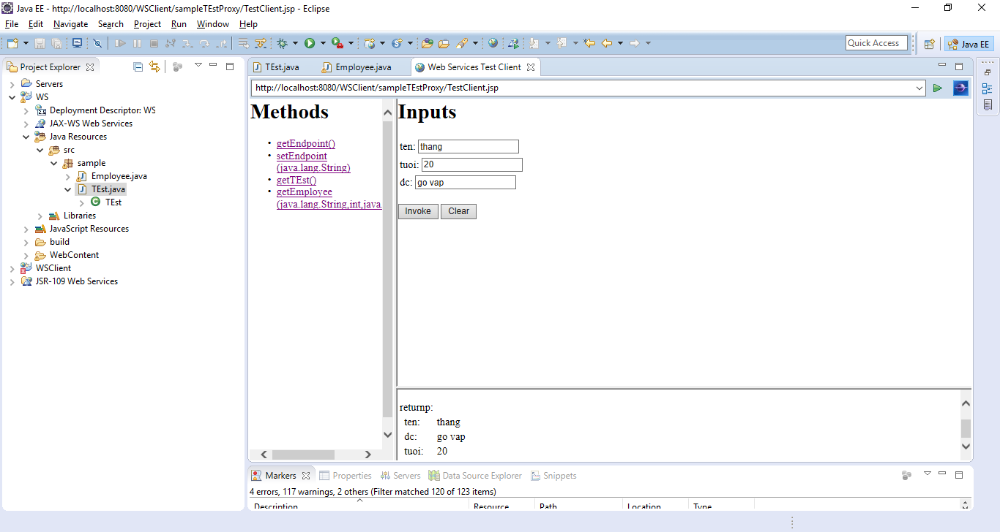 Java EE - http://localhost:8080/WSClient/sampleTEstProxy/TestClient.jsp - Eclipse
File Edit Navigate Search Project Run Window Help
Quick Access
Java EE
Project Explorer
Servers
WS
Deployment Descriptor: WS
JAX-WS Web Services
Java Resources
src
sample
Employee.java
TEst.java
TEst
Libraries
JavaScript Resources
build
WebContent
WSClient
JSR-109 Web Services
TEst.java Employee.java Web Services Test Client
http://localhost:8080/WSClient/sampleTEstProxy/TestClient.jsp
Methods
• getEndpoint()
• setEndpoint
(java.lang.String)
• getTEst()
• getEmployee
(java.lang.String,int,java.
Inputs
ten: thang
tuoi: 20
dc: go vap
Invoke Clear
returnp:
ten: thang
dc: go vap
tuoi: 20
Markers Properties Servers Data Source Explorer Snippets
4 errors, 117 warnings, 2 others (Filter matched 120 of 123 items)
Description Resource Path Location Type